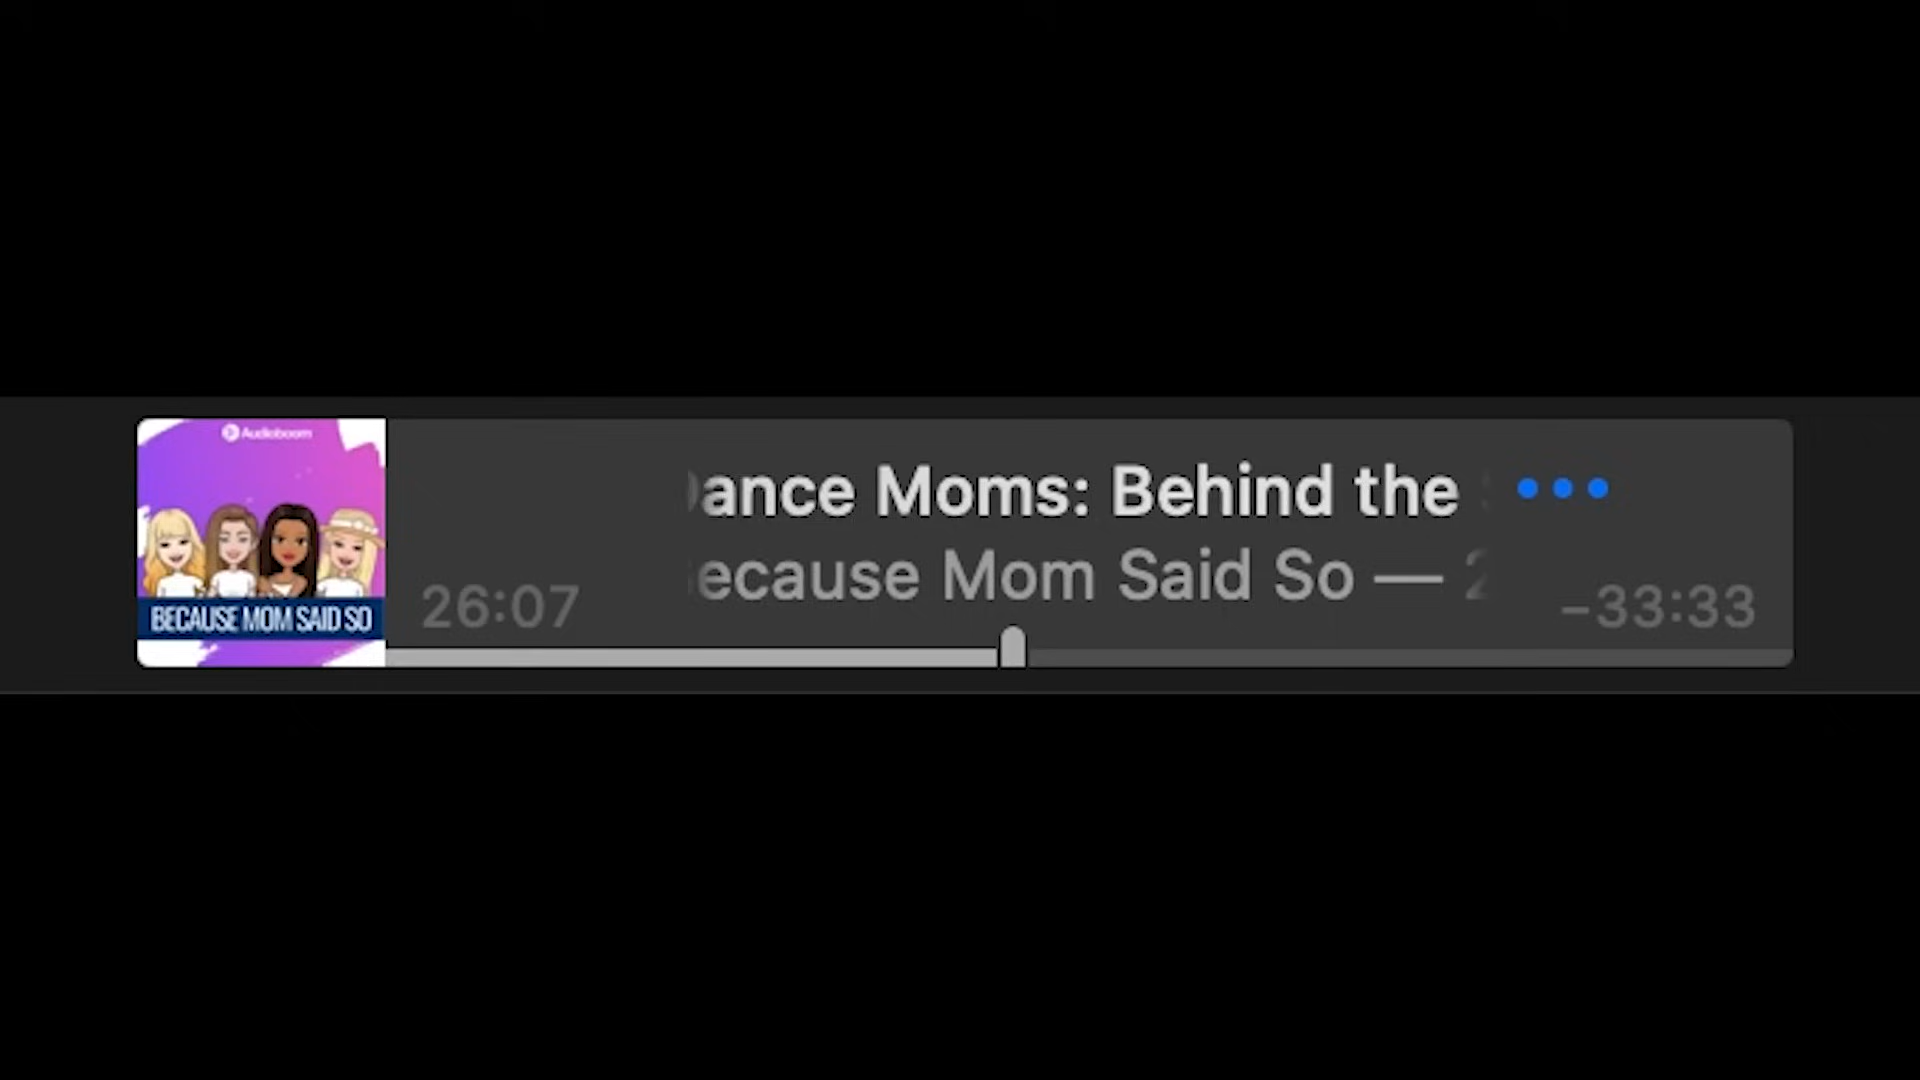 Audioboom
BECAUSE MOM SAID SO
ance Moms: Behind the
ecause Mom Said So —
26:07
-33:33